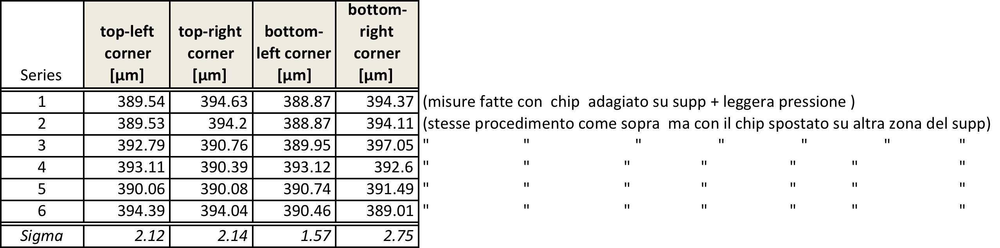 Series top-left corner [µm] top-right corner [µm] bottom-left corner [µm] bottom-right corner [µm]
1 389.54 394.63 388.87 394.37 (misure fatte con chip adagiato su supp + leggera pressione )
2 389.53 394.2 388.87 394.11 (stesse procedimento come sopra ma con il chip spostato su altra zona del supp)
3 392.79 390.76 389.95 397.05 " " " " " " "
4 393.11 390.39 393.12 392.6 " " " " " " "
5 390.06 390.08 390.74 391.49 " " " " " " "
6 394.39 394.04 390.46 389.01 " " " " " " "
Sigma 2.12 2.14 1.57 2.75